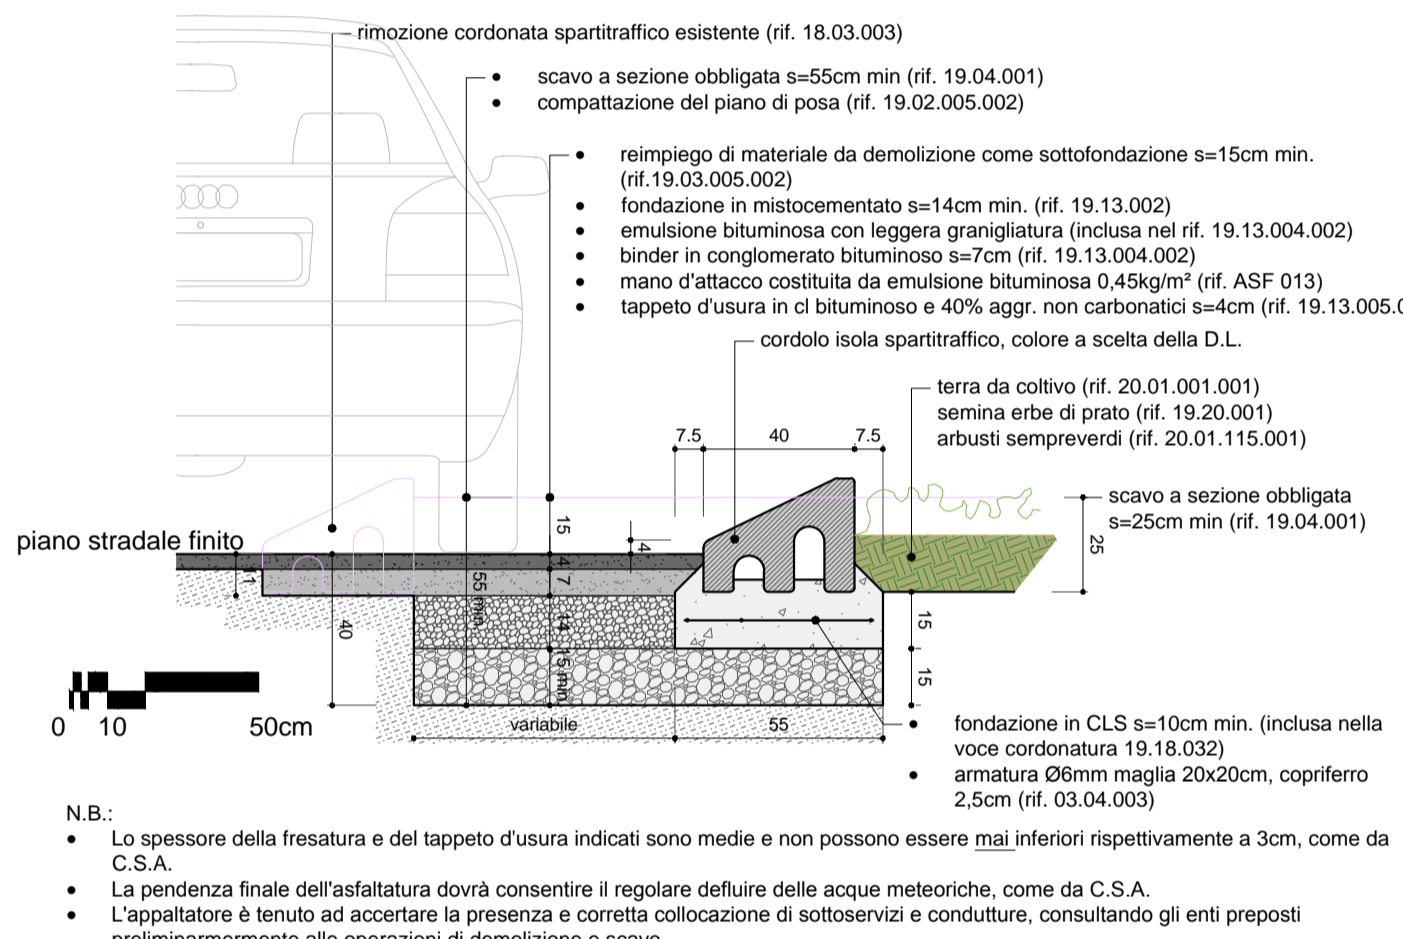 rimozione cordonata spartitraffico esistente (rif. 18.03.003)
• scavo a sezione obbligata s=55cm min (rif. 19.04.001)
• compattazione del piano di posa (rif. 19.02.005.002)
• reimpiego di materiale da demolizione come sottofondazione s=15cm min.
(rif.19.03.005.002)
• fondazione in mistocementato s=14cm min. (rif. 19.13.002)
• emulsione bituminosa con leggera granigliatura (inclusa nel rif. 19.13.004.002)
• binder in conglomerato bituminoso s=7cm (rif. 19.13.004.002)
• mano d'attacco costituita da emulsione bituminosa 0,45kg/m² (rif. ASF 013)
• tappeto d'usura in cl bituminoso e 40% aggr. non carbonatici s=4cm (rif. 19.13.005.0
cordolo isola spartitraffico, colore a scelta della D.L.
terra da coltivo (rif. 20.01.001.001)
semina erbe di prato (rif. 19.20.001)
arbusti sempreverdi (rif. 20.01.115.001)
7.5 40 7.5
scavo a sezione obbligata
s=25cm min (rif. 19.04.001)
25
piano stradale finito
15
4
4
7
11
55 min.
14
15 min.
40
15
15
0 10 50cm
variabile
55
• fondazione in CLS s=10cm min. (inclusa nella
voce cordonatura 19.18.032)
• armatura Ø6mm maglia 20x20cm, copriferro
2,5cm (rif. 03.04.003)
N.B.:
• Lo spessore della fresatura e del tappeto d'usura indicati sono medie e non possono essere mai inferiori rispettivamente a 3cm, come da
C.S.A.
• La pendenza finale dell'asfaltatura dovrà consentire il regolare defluire delle acque meteoriche, come da C.S.A.
• L'appaltatore è tenuto ad accertare la presenza e corretta collocazione di sottoservizi e condutture, consultando gli enti preposti
preliminarmente alle operazioni di demolizione e scavo